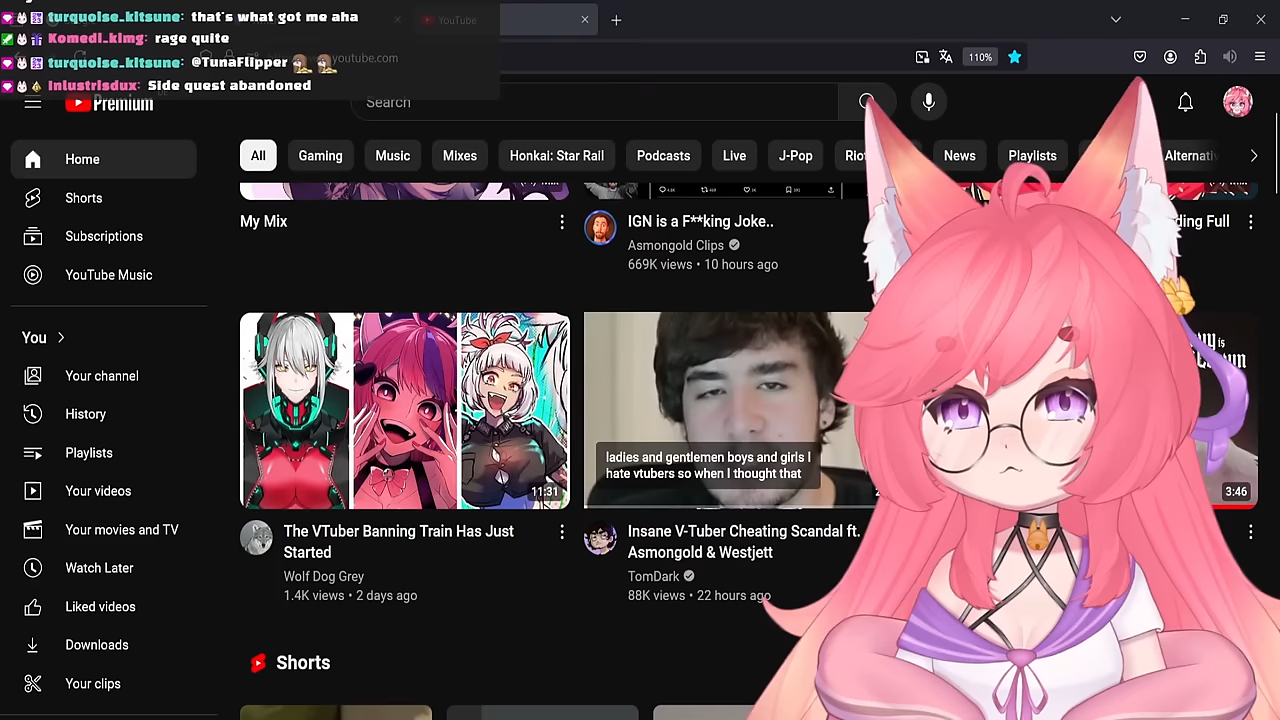 turquoise_kitsune: that's what got me aha
Komedi_kimg: rage quite
turquoise_kitsune: @TunaFlipper
Inlustrisdux: Side quest abandoned
YouTube
youtube.com
110%
Premium
Search
All
Gaming
Music
Mixes
Honkai: Star Rail
Podcasts
Live
J-Pop
News
Playlists
Home
Shorts
Subscriptions
YouTube Music
You
Your channel
History
Playlists
Your videos
Your movies and TV
Watch Later
Liked videos
Downloads
Your clips
My Mix
IGN is a F**king Joke..
Asmongold Clips
669K views • 10 hours ago
ding Full
11:31
The VTuber Banning Train Has Just
Started
Wolf Dog Grey
1.4K views • 2 days ago
ladies and gentlemen boys and girls I
hate vtubers so when I thought that
Insane V-Tuber Cheating Scandal ft.
Asmongold & Westjett
TomDark
88K views • 22 hours ago
3:46
Shorts